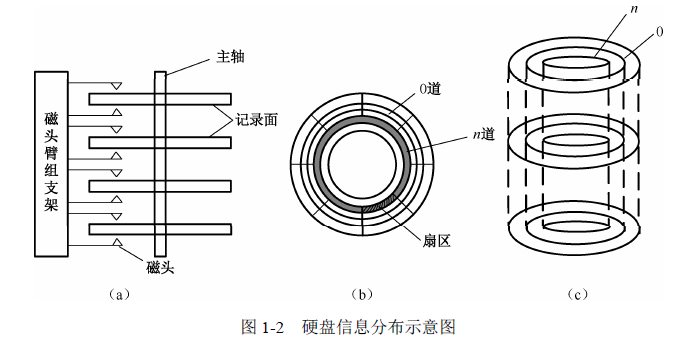 主轴
磁头臂组支架
记录面
磁头
(a)
0道
n道
扇区
(b)
n
0
(c)
图 1-2 硬盘信息分布示意图